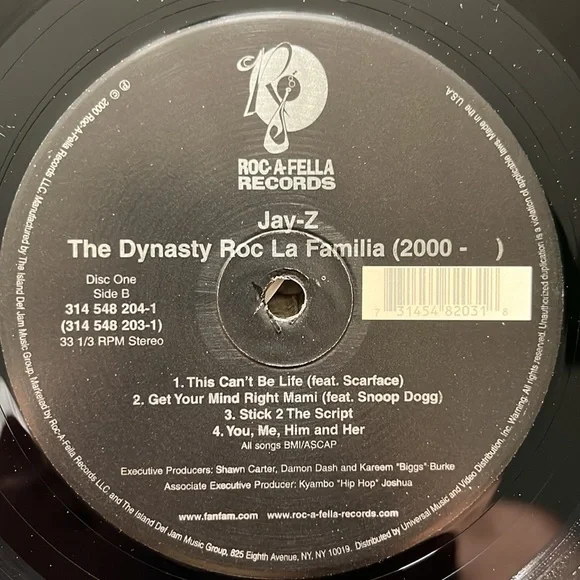 ROC-A-FELLA
RECORDS
Jay-Z
The Dynasty Roc La Familia (2000 -     )
Disc One
Side B
314 548 204-1
(314 548 203-1)
33 1/3 RPM Stereo
7 31454 82031 6
1. This Can't Be Life (feat. Scarface)
2. Get Your Mind Right Mami (feat. Snoop Dogg)
3. Stick 2 The Script
4. You, Me, Him and Her
All songs BMI/ASCAP
Executive Producers: Shawn Carter, Damon Dash and Kareem "Biggs" Burke
Associate Executive Producer: Kyambo "Hip Hop" Joshua
www.fanfam.com   www.roc-a-fella-records.com
℗ © 2000 Roc-A-Fella Records LLC. Manufactured by The Island Def Jam Music Group. Marketed by Roc-A-Fella Records LLC. and The Island Def Jam Music Group, 825 Eighth Avenue, NY, NY 10019. Distributed by Universal Music and Video Distribution, Inc. Warning: All rights reserved. Unauthorized duplication is a violation of applicable laws. Made in the U.S.A.